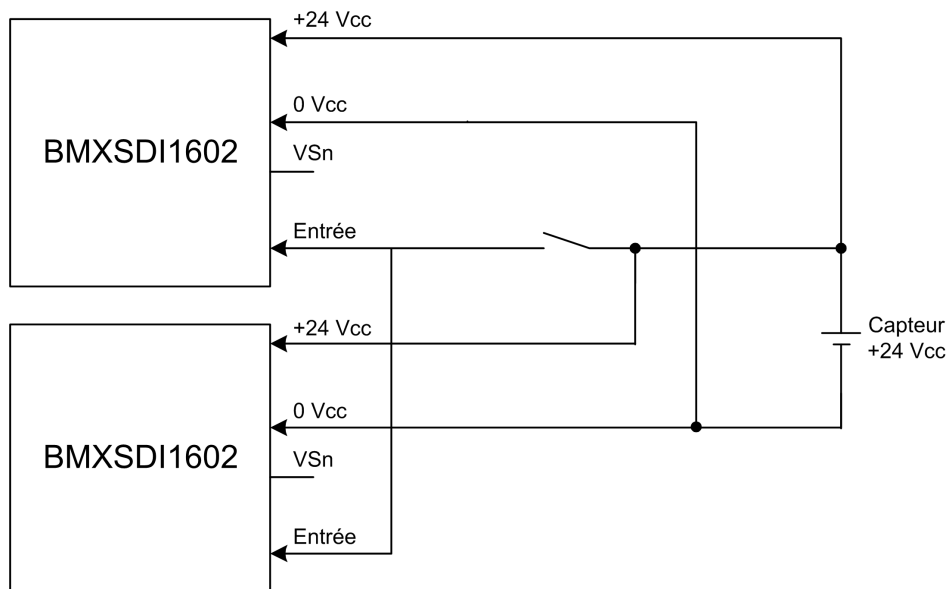 +24 Vcc
0 Vcc
BMXSDI1602
VSn
Entrée
+24 Vcc
Capteur
+24 Vcc
0 Vcc
BMXSDI1602
VSn
Entrée